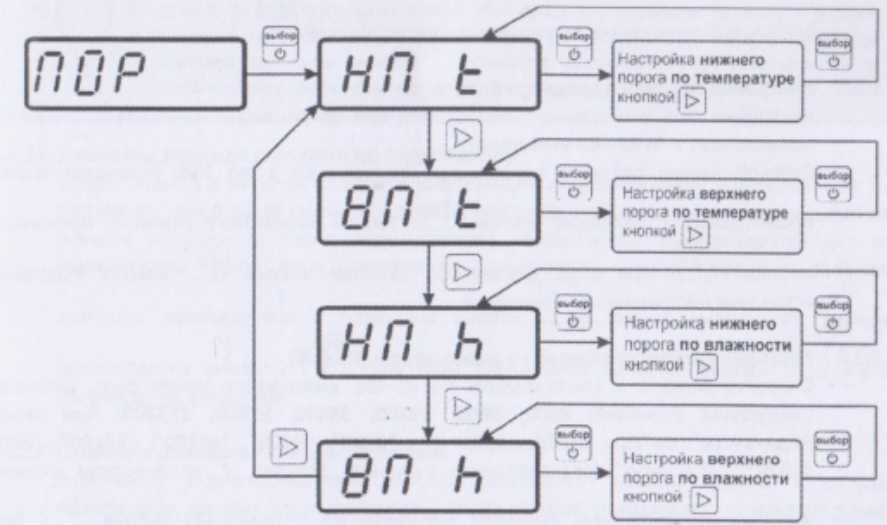 выбор
выбор
выбор
ПОР
НП t
Настройка нижнего
порога по температуре
кнопкой
выбор
выбор
ВП t
Настройка верхнего
порога по температуре
кнопкой
выбор
выбор
НП h
Настройка нижнего
порога по влажности
кнопкой
выбор
выбор
ВП h
Настройка верхнего
порога по влажности
кнопкой